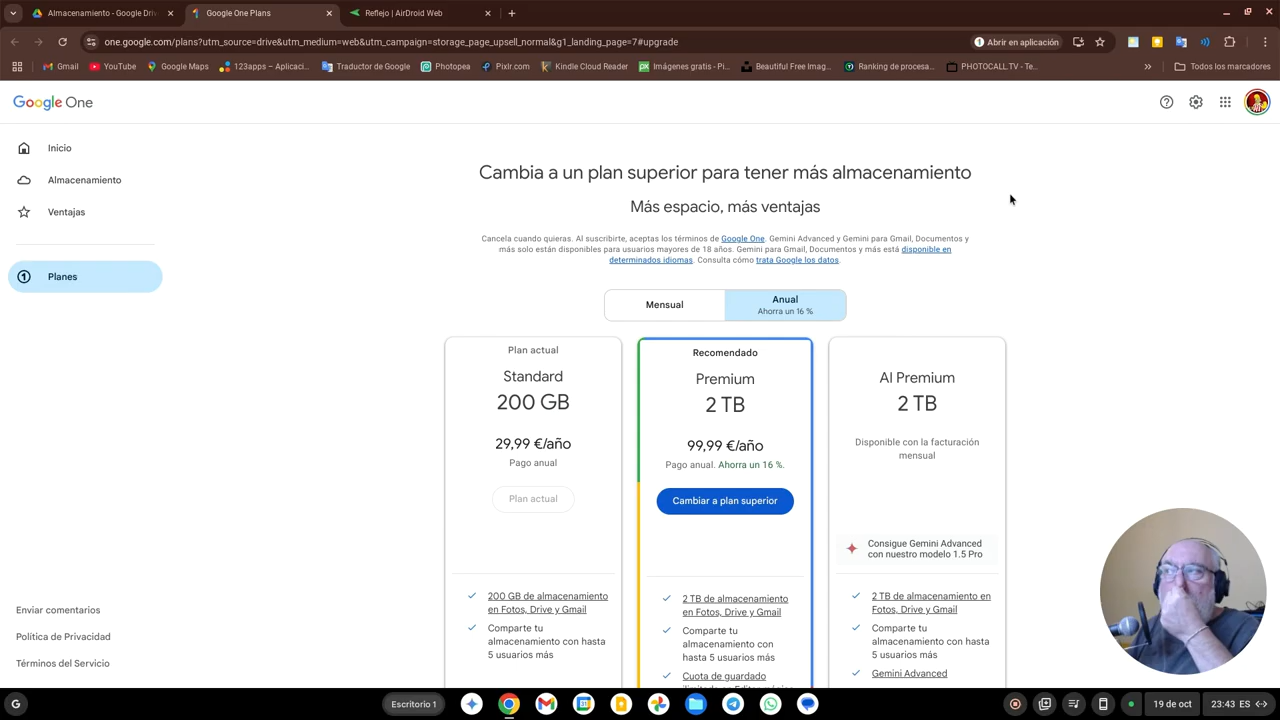 Almacenamiento - Google Driv
Google One Plans
Reflejo | AirDroid Web
one.google.com/plans?utm_source=drive&utm_medium=web&utm_campaign=storage_page_upsell_normal&g1_landing_page=7#upgrade
Abrir en aplicación
Gmail
YouTube
Google Maps
123apps – Aplicaci...
Traductor de Google
Photopea
Pixlr.com
Kindle Cloud Reader
Imágenes gratis - Pi...
Beautiful Free Imag...
Ranking de procesa...
PHOTOCALL.TV - Te...
»
Todos los marcadores
Google One
Inicio
Almacenamiento
Ventajas
Planes
Enviar comentarios
Política de Privacidad
Términos del Servicio
Cambia a un plan superior para tener más almacenamiento
Más espacio, más ventajas
Cancela cuando quieras. Al suscribirte, aceptas los términos de Google One. Gemini Advanced y Gemini para Gmail, Documentos y
más solo están disponibles para usuarios mayores de 18 años. Gemini para Gmail, Documentos y más está disponible en
determinados idiomas. Consulta cómo trata Google los datos.
Mensual
Anual
Ahorra un 16 %
Plan actual
Standard
200 GB
29,99 €/año
Pago anual
Plan actual
200 GB de almacenamiento
en Fotos, Drive y Gmail
Comparte tu
almacenamiento con hasta
5 usuarios más
Recomendado
Premium
2 TB
99,99 €/año
Pago anual. Ahorra un 16 %.
Cambiar a plan superior
2 TB de almacenamiento
en Fotos, Drive y Gmail
Comparte tu
almacenamiento con
hasta 5 usuarios más
Cuota de guardado
AI Premium
2 TB
Disponible con la facturación
mensual
Consigue Gemini Advanced
con nuestro modelo 1.5 Pro
2 TB de almacenamiento en
Fotos, Drive y Gmail
Comparte tu
almacenamiento con hasta
5 usuarios más
Gemini Advanced
Escritorio 1
19 de oct
23:43 ES